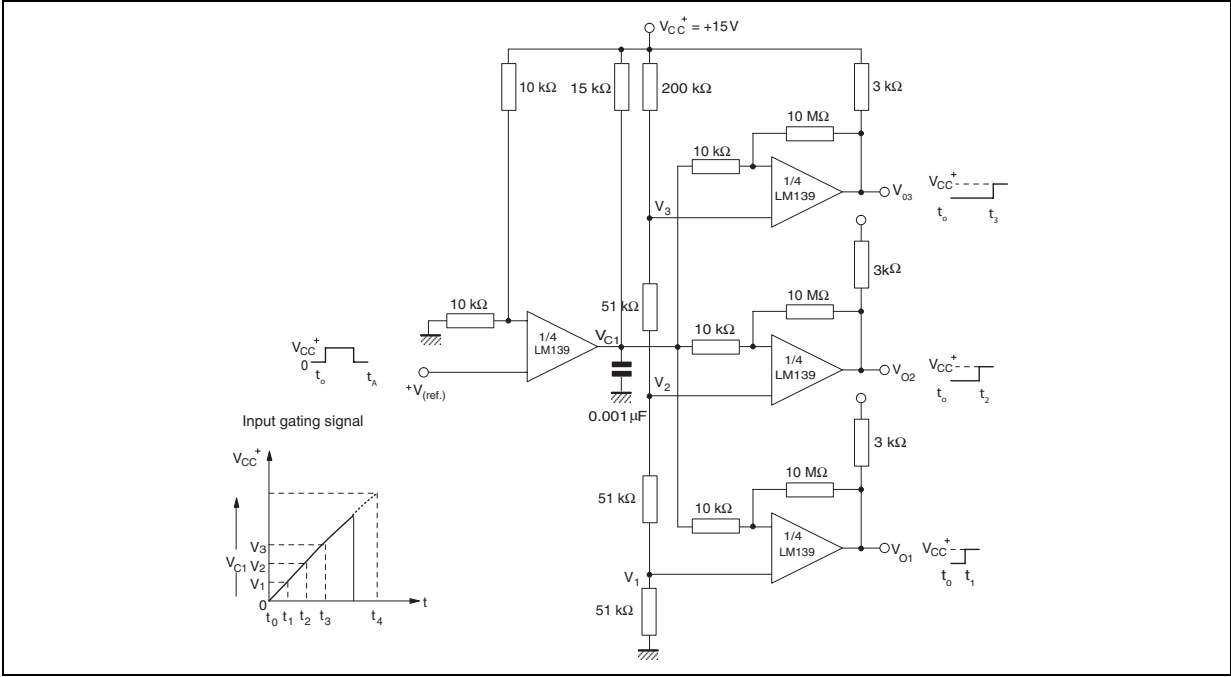 VCC+ = +15V
10 kΩ
15 kΩ
200 kΩ
3 kΩ
10 MΩ
10 kΩ
1/4
LM139
V03
VCC+
to
t3
V3
3kΩ
51 kΩ
10 MΩ
10 kΩ
10 kΩ
1/4
LM139
VC1
1/4
LM139
VO2
VCC+
to
t2
VCC+
0
to
tA
+V(ref.)
V2
0.001μF
Input gating signal
3 kΩ
VCC+
51 kΩ
10 MΩ
10 kΩ
1/4
LM139
VO1
VCC+
to
t1
V3
VC1
V2
V1
0
t
t0
t1
t2
t3
t4
V1
51 kΩ